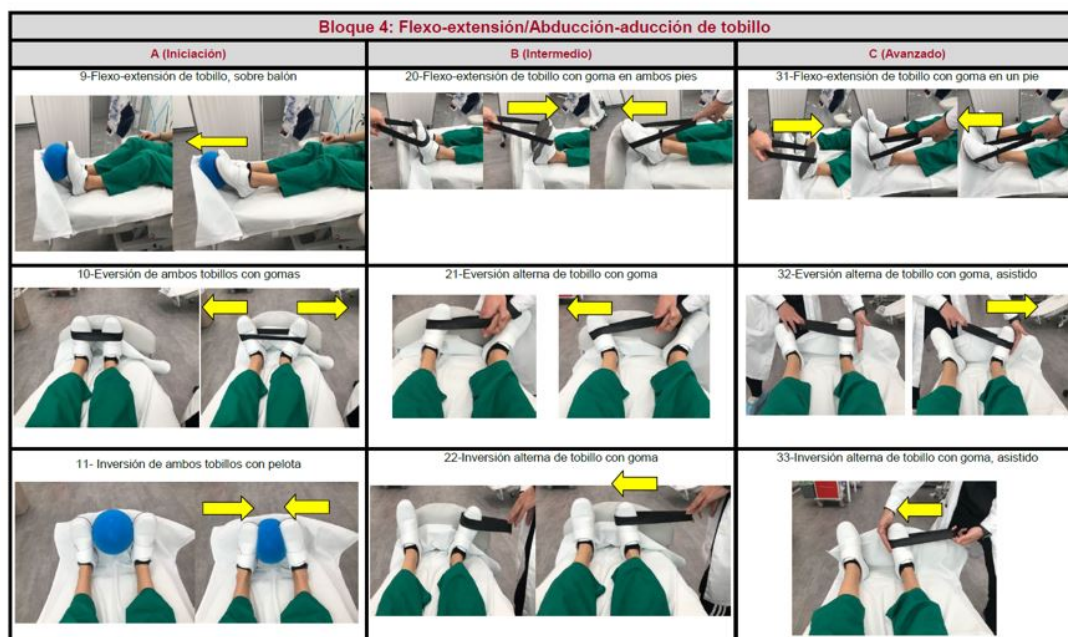 Bloque 4: Flexo-extensión/Abducción-aducción de tobillo
A (Iniciación)
B (Intermedio)
C (Avanzado)
9-Flexo-extensión de tobillo, sobre balón
20-Flexo-extensión de tobillo con goma en ambos pies
31-Flexo-extensión de tobillo con goma en un pie
10-Eversión de ambos tobillos con gomas
21-Eversión alterna de tobillo con goma
32-Eversión alterna de tobillo con goma, asistido
11- Inversión de ambos tobillos con pelota
22-Inversión alterna de tobillo con goma
33-Inversión alterna de tobillo con goma, asistido